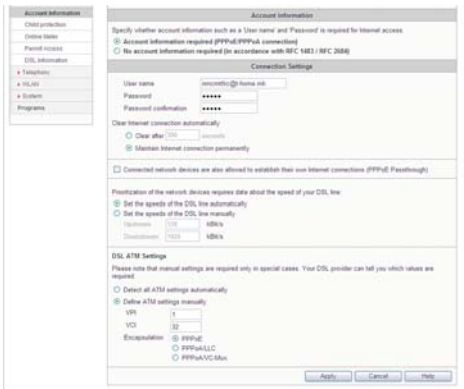 Account Information
Child protection
Online Meter
Permit Access
DSL Information
Telephony
WLAN
System
Programs
Account Information
Specify whether account information such as a 'User name' and 'Password' is required for Internet access.
Account information required (PPPoE/PPPoA connection)
No account information required (in accordance with RFC 1483 / RFC 2684)
Connection Settings
User name
@t-home.mk
Password
•••••
Password confirmation
•••••
Clear Internet connection automatically
Clear after 300 seconds
Maintain Internet connection permanently
Connected network devices are also allowed to establish their own Internet connections (PPPoE Passthrough)
Prioritization of the network devices requires data about the speed of your DSL line:
Set the speeds of the DSL line automatically
Set the speeds of the DSL line manually
Upstream kBit/s
Downstream kBit/s
DSL ATM Settings
Please note that manual settings are required only in special cases. Your DSL provider can tell you which values are
required.
Detect all ATM settings automatically
Define ATM settings manually
VPI 1
VCI 32
Encapsulation PPPoE
PPPoA/LLC
PPPoA/VC-Mux
Apply Cancel Help